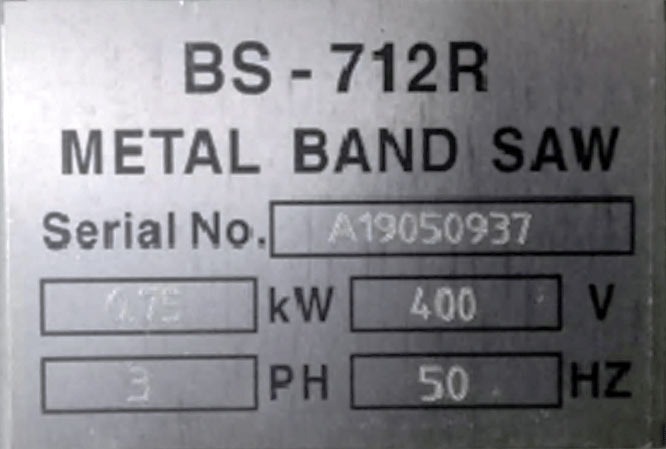 BS - 712R
METAL BAND SAW
Serial No. A19050937
0.75 kW 400 V
3 PH 50 HZ